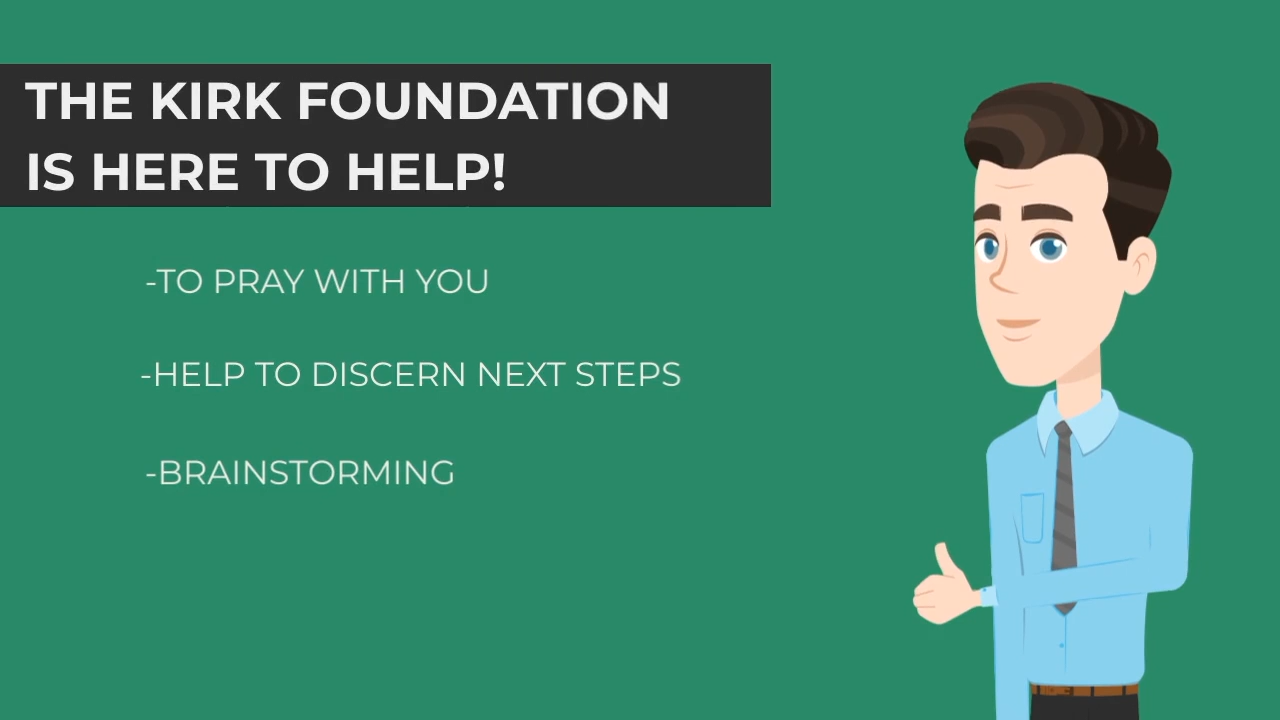 THE KIRK FOUNDATION
IS HERE TO HELP!
-TO PRAY WITH YOU
-HELP TO DISCERN NEXT STEPS
-BRAINSTORMING